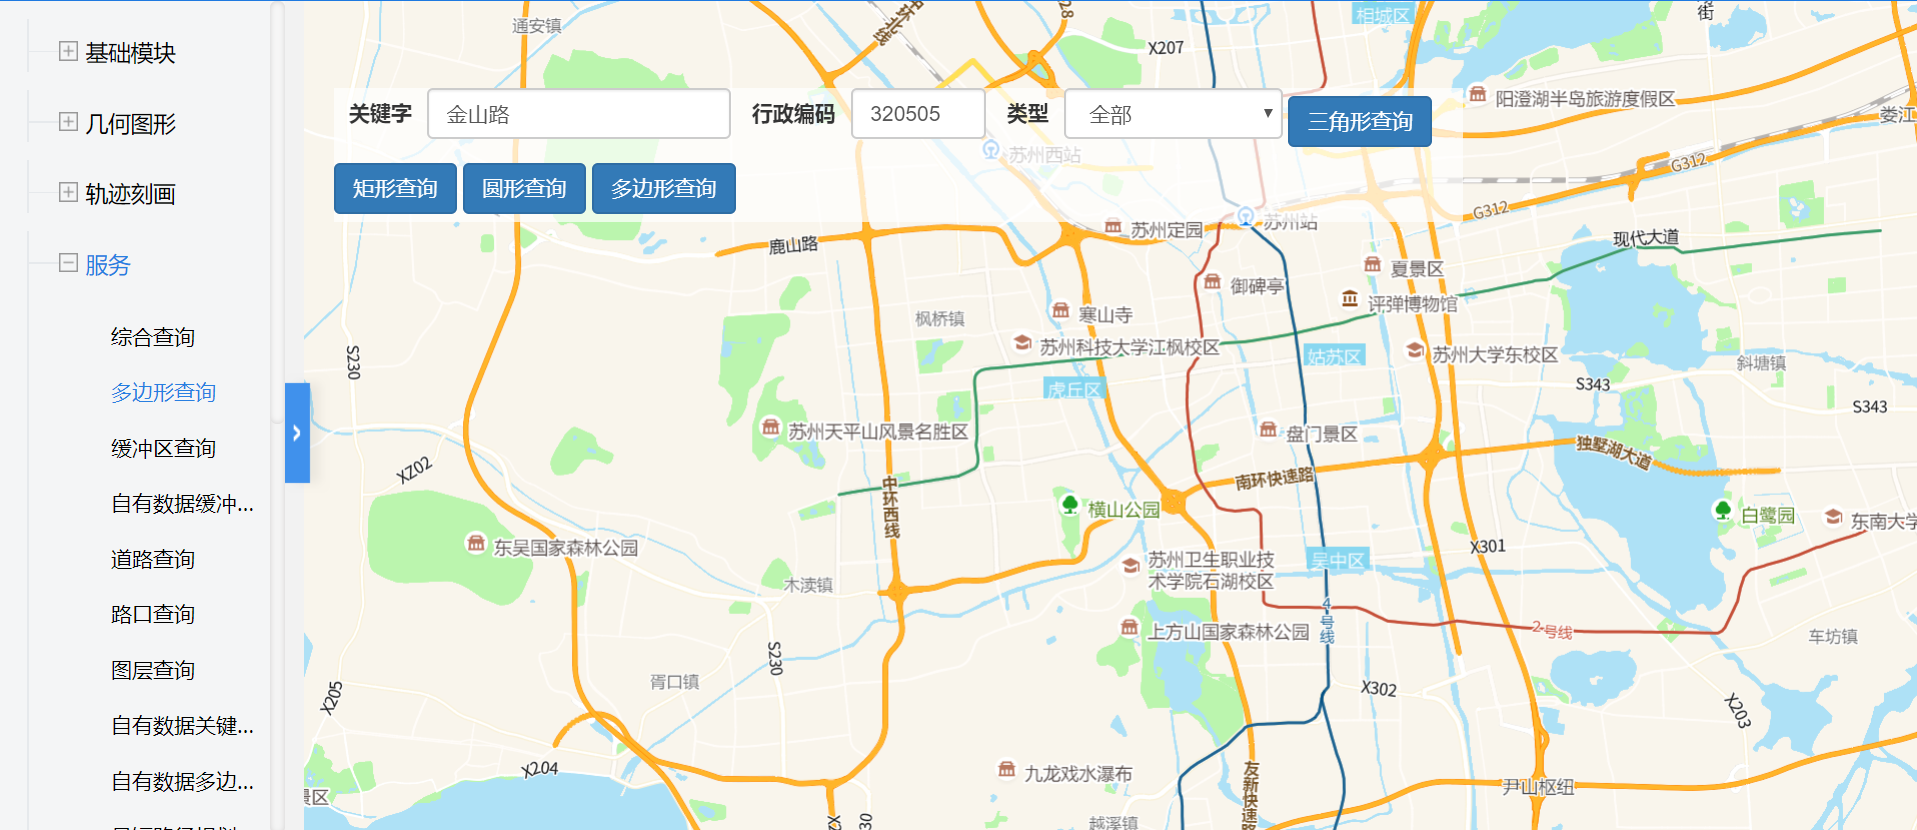 基础模块
几何图形
轨迹刻画
服务
综合查询
多边形查询
缓冲区查询
自有数据缓冲...
道路查询
路口查询
图层查询
自有数据关键...
自有数据多边...
关键字
金山路
行政编码
320505
类型
全部
三角形查询
矩形查询
圆形查询
多边形查询
通安镇
中环北线
X207
相城区
街
阳澄湖半岛旅游度假区
娄江
苏州西站
G312
G312
苏州定园
苏州站
鹿山路
现代大道
夏景区
御碑亭
评弹博物馆
寒山寺
枫桥镇
苏州科技大学江枫校区
姑苏区
苏州大学东校区
斜塘镇
S230
虎丘区
S343
S343
苏州天平山风景名胜区
盘门景区
独墅湖大道
XZ02
南环快速路
中环西线
横山公园
白鹭园
东南大学
东吴国家森林公园
X301
苏州卫生职业技
术学院石湖校区
吴中区
木渎镇
4号线
上方山国家森林公园
2号线
车坊镇
S230
胥口镇
X302
X205
X203
X204
九龙戏水瀑布
友新快速路
尹山枢纽
景区
越溪镇